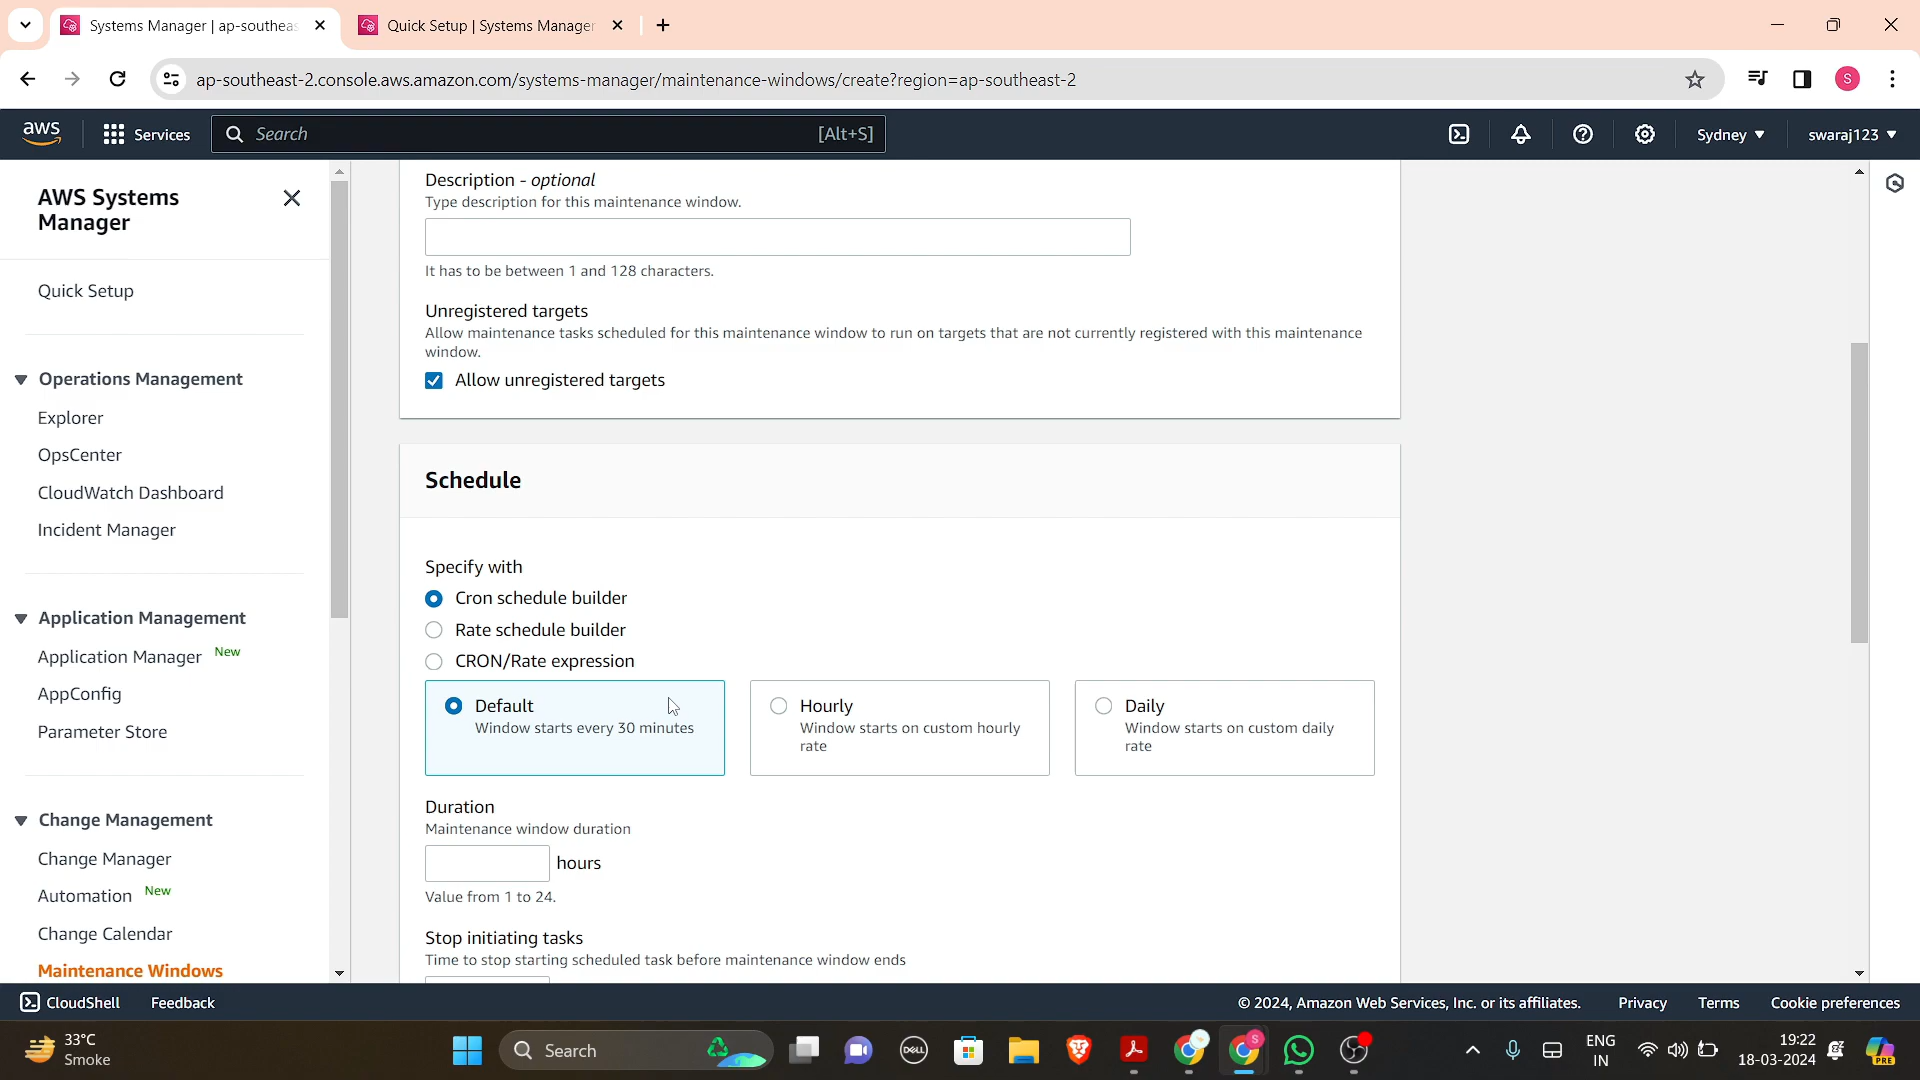 Systems Manager | ap-southeas
Quick Setup | Systems Manager
ap-southeast-2.console.aws.amazon.com/systems-manager/maintenance-windows/create?region=ap-southeast-2
S
aws
Services
Search
[Alt+S]
Sydney
swaraj123
AWS Systems
Manager
Quick Setup
Operations Management
Explorer
OpsCenter
CloudWatch Dashboard
Incident Manager
Application Management
Application Manager New
AppConfig
Parameter Store
Change Management
Change Manager
Automation New
Change Calendar
Maintenance Windows
Description - optional
Type description for this maintenance window.
It has to be between 1 and 128 characters.
Unregistered targets
Allow maintenance tasks scheduled for this maintenance window to run on targets that are not currently registered with this maintenance
window.
Allow unregistered targets
Schedule
Specify with
Cron schedule builder
Rate schedule builder
CRON/Rate expression
Default
Window starts every 30 minutes
Hourly
Window starts on custom hourly
rate
Daily
Window starts on custom daily
rate
Duration
Maintenance window duration
hours
Value from 1 to 24.
Stop initiating tasks
Time to stop starting scheduled task before maintenance window ends
CloudShell
Feedback
© 2024, Amazon Web Services, Inc. or its affiliates.
Privacy
Terms
Cookie preferences
33°C
Smoke
Search
DELL
S
ENG
IN
19:22
18-03-2024
PRE